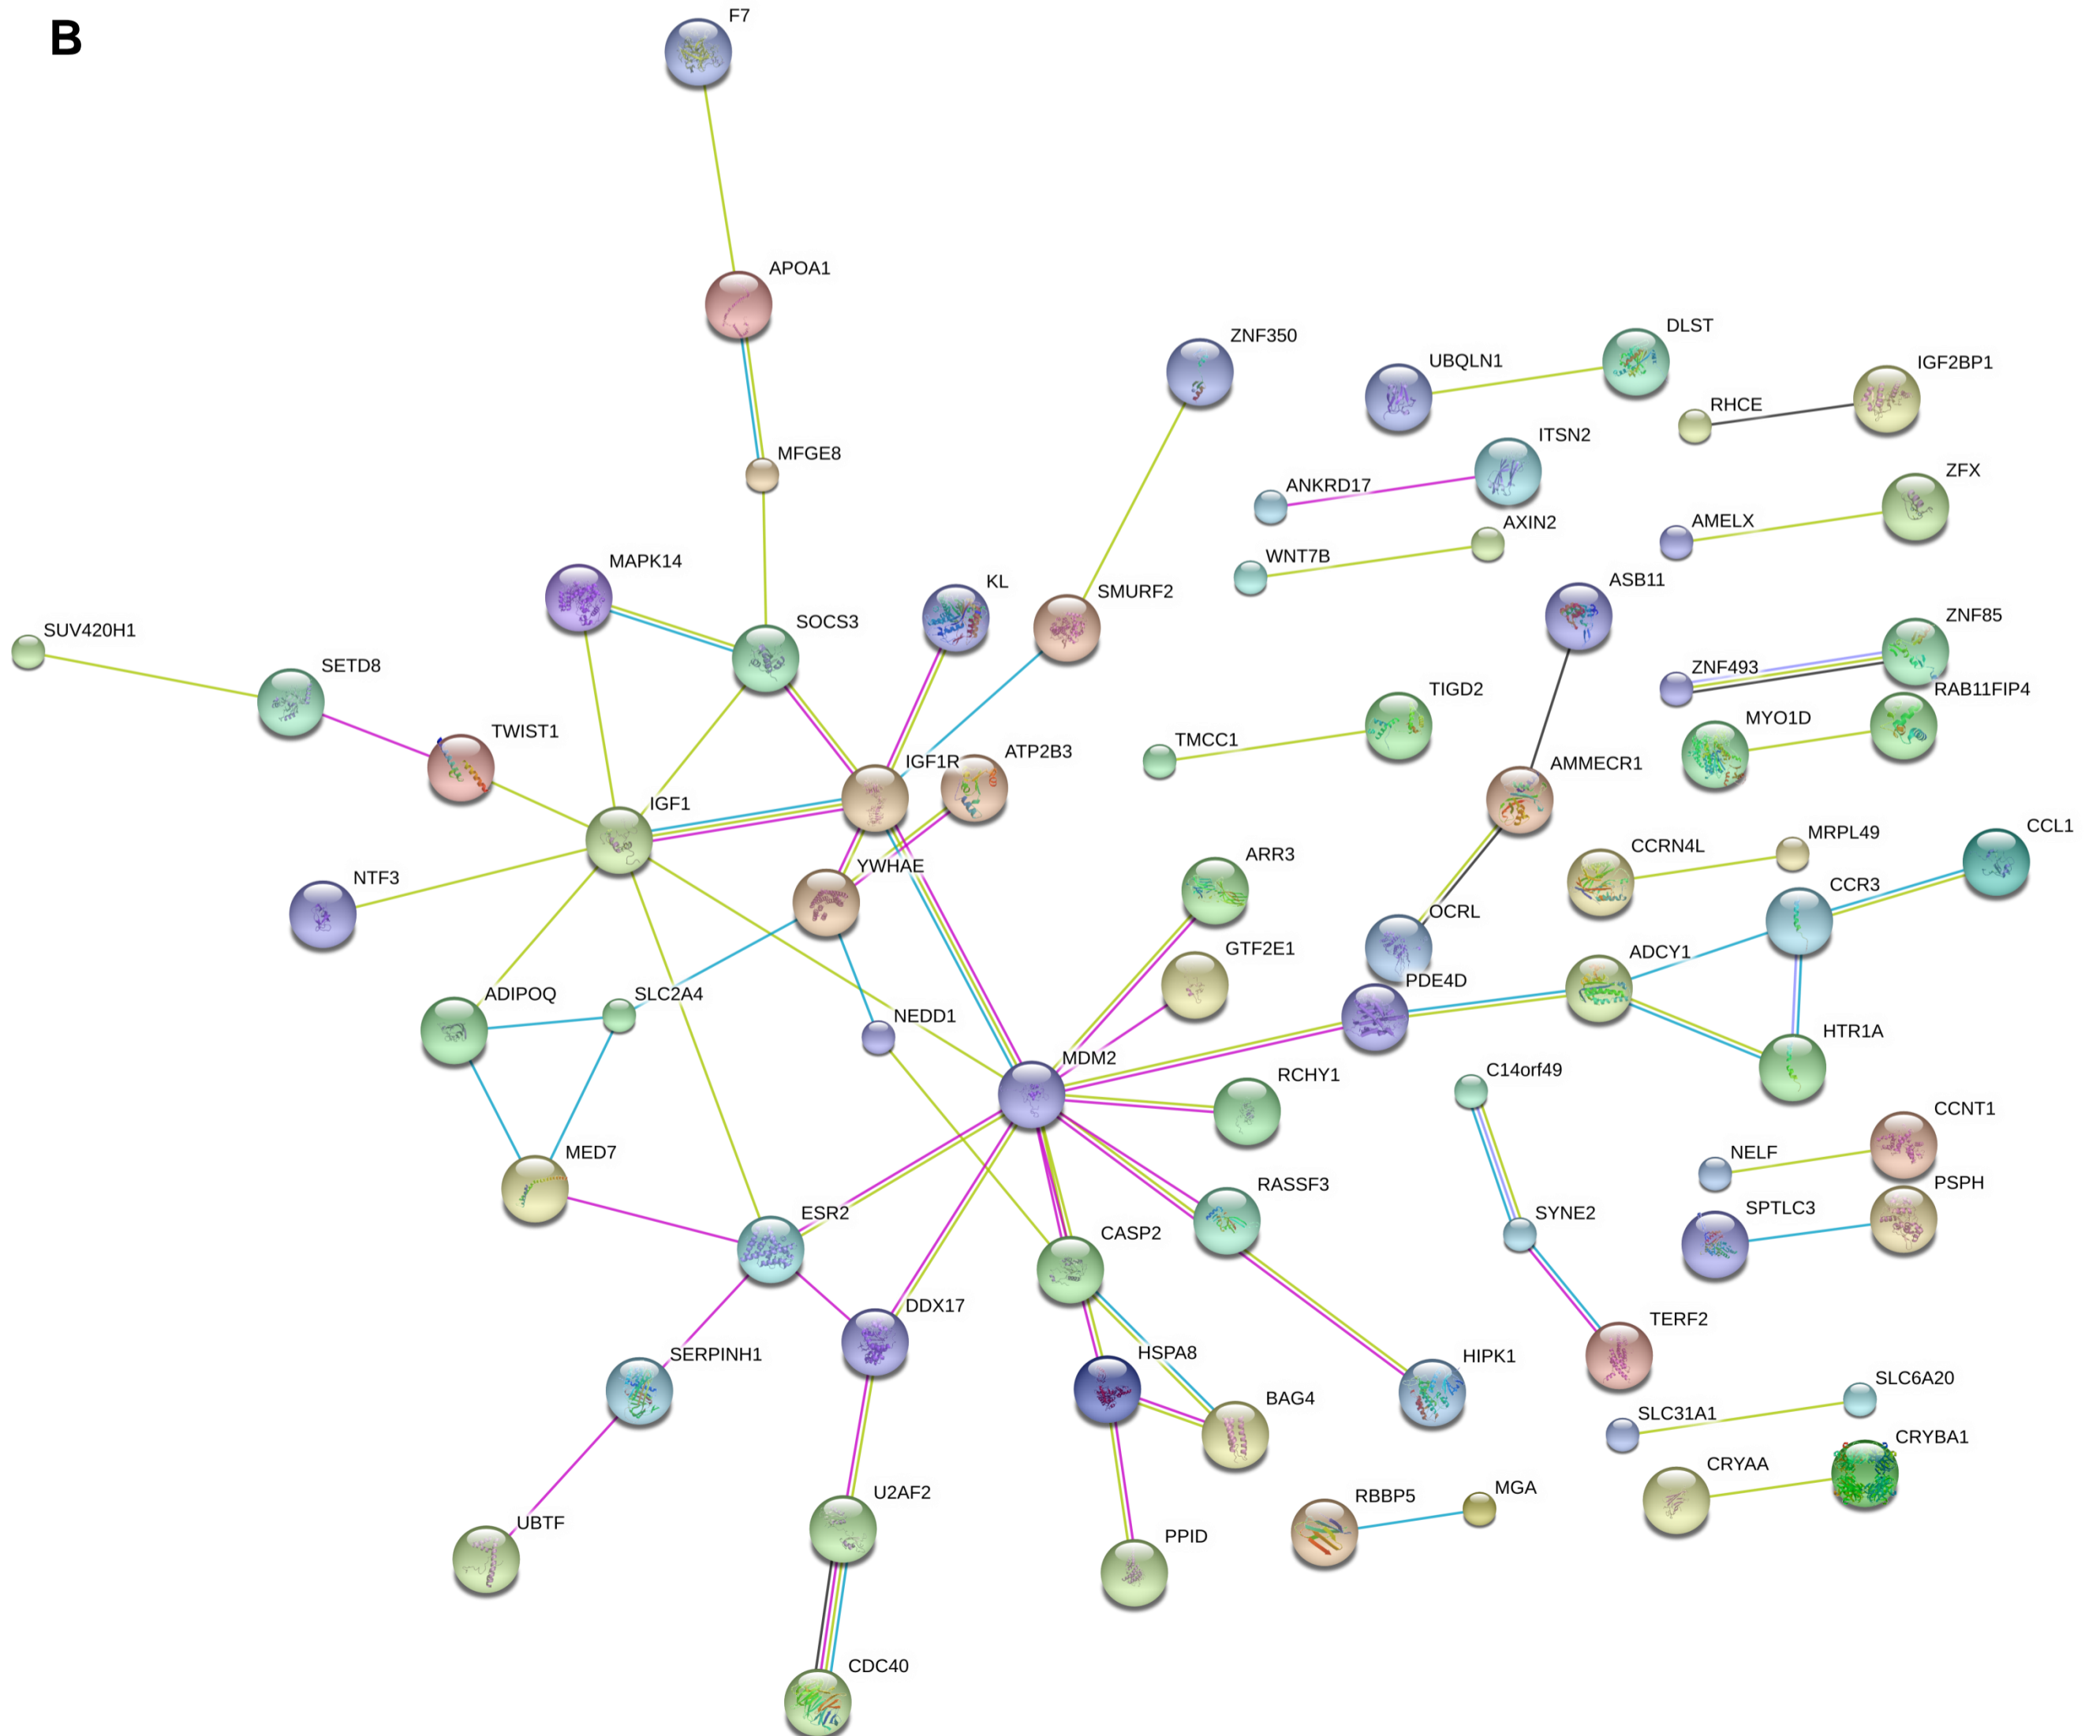 B
F7
APOA1
MFGE8
ZNF350
DLST
UBQLN1
IGF2BP1
RHCE
ITSN2
ANKRD17
ZFX
AMELX
AXIN2
WNT7B
MAPK14
KL
SMURF2
ASB11
SOCS3
ZNF85
SUV420H1
SETD8
ZNF493
RAB11FIP4
TIGD2
MYO1D
TWIST1
TMCC1
ATP2B3
IGF1R
AMMECR1
IGF1
CCL1
MRPL49
CCRN4L
ARR3
YWHAE
NTF3
CCR3
OCRL
GTF2E1
ADCY1
PDE4D
ADIPOQ
SLC2A4
NEDD1
HTR1A
MDM2
C14orf49
RCHY1
CCNT1
MED7
NELF
RASSF3
PSPH
ESR2
SYNE2
SPTLC3
CASP2
DDX17
TERF2
SERPINH1
HSPA8
HIPK1
SLC6A20
BAG4
SLC31A1
CRYBA1
CRYAA
U2AF2
RBBP5
MGA
UBTF
PPID
CDC40